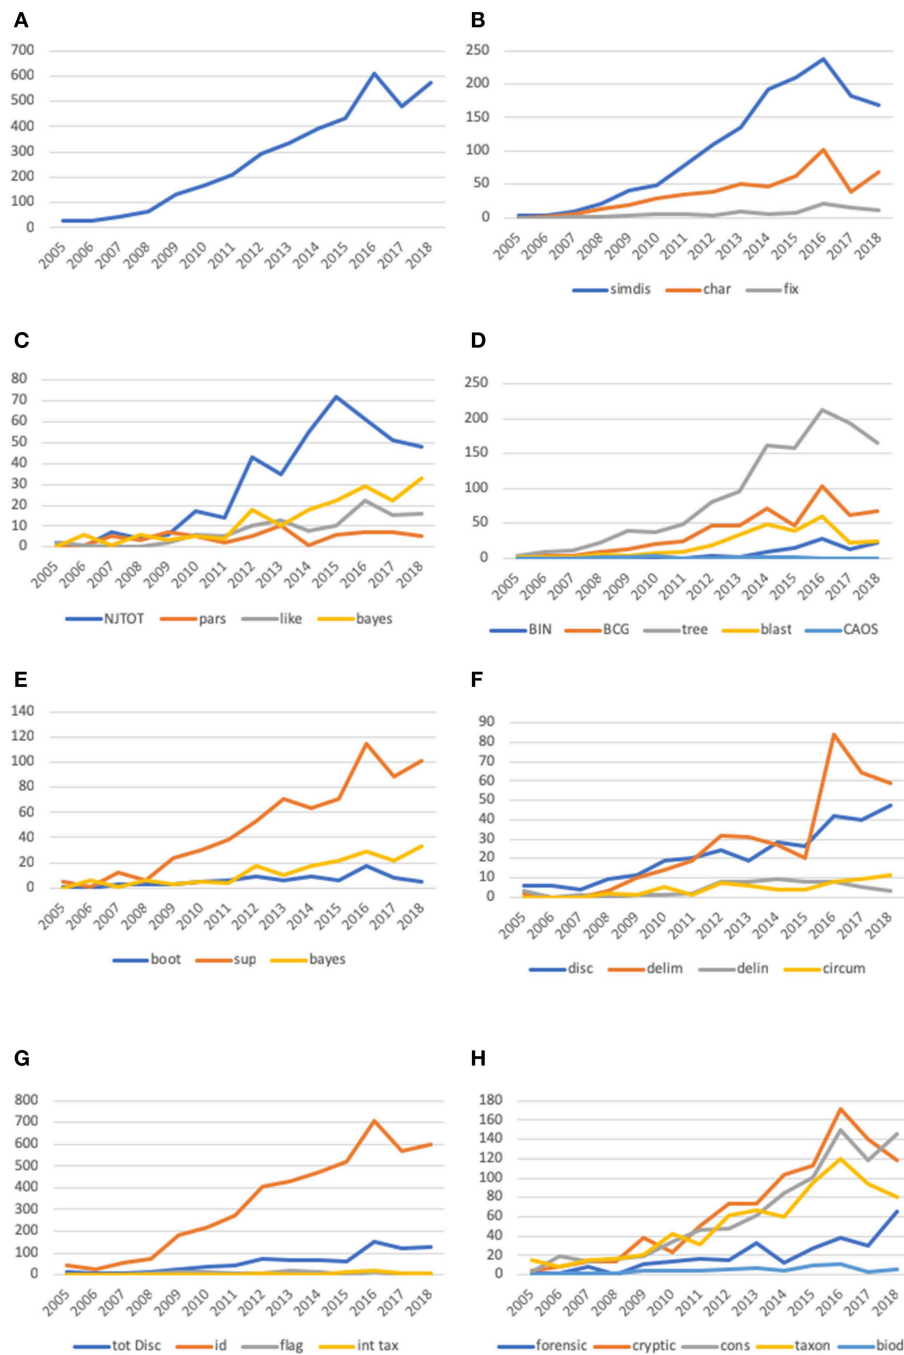 A
700
600
500
400
300
200
100
0
2005 2006 2007 2008 2009 2010 2011 2012 2013 2014 2015 2016 2017 2018
B
250
200
150
100
50
0
2005 2006 2007 2008 2009 2010 2011 2012 2013 2014 2015 2016 2017 2018
simdis char fix
C
80
70
60
50
40
30
20
10
0
2005 2006 2007 2008 2009 2010 2011 2012 2013 2014 2015 2016 2017 2018
NJTOT pars like bayes
D
250
200
150
100
50
0
2005 2006 2007 2008 2009 2010 2011 2012 2013 2014 2015 2016 2017 2018
BIN BCG tree blast CAOS
E
140
120
100
80
60
40
20
0
2005 2006 2007 2008 2009 2010 2011 2012 2013 2014 2015 2016 2017 2018
boot sup bayes
F
90
80
70
60
50
40
30
20
10
0
2005 2006 2007 2008 2009 2010 2011 2012 2013 2014 2015 2016 2017 2018
disc delim delin circum
G
800
700
600
500
400
300
200
100
0
2005 2006 2007 2008 2009 2010 2011 2012 2013 2014 2015 2016 2017 2018
tot Disc id flag int tax
H
180
160
140
120
100
80
60
40
20
0
2005 2006 2007 2008 2009 2010 2011 2012 2013 2014 2015 2016 2017 2018
forensic cryptic cons taxon biod